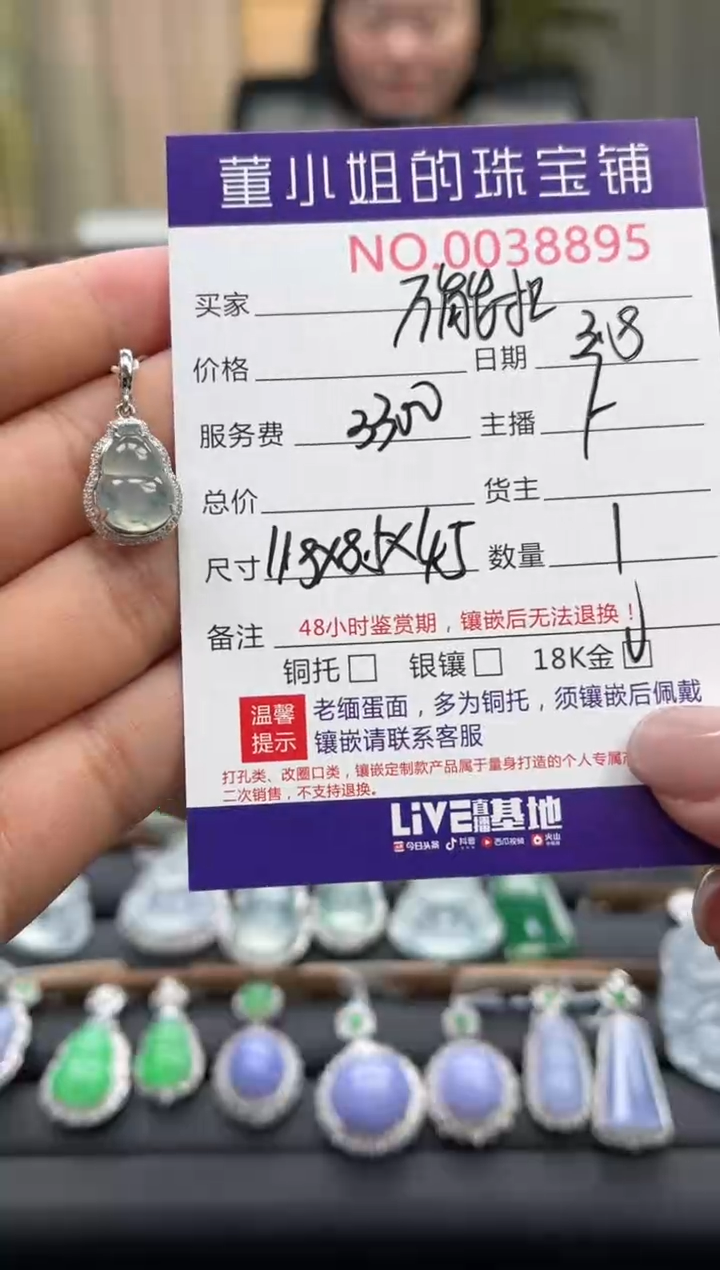 董小姐的珠宝铺
NO.0038895
买家 万能扣
价格 日期 3.8
服务费 3300 主播
总价 货主
尺寸 11.9×8.5×4.5 数量 1
备注 48小时鉴赏期，镶嵌后无法退换！
铜托 银镶 18K金
温馨提示 老缅蛋面，多为铜托，须镶嵌后佩戴
镶嵌请联系客服
打孔类、改圈口类，镶嵌定制款产品属于量身打造的个人专属
二次销售，不支持退换。
LiVE直播基地
今日头条 抖音 西瓜视频 火山